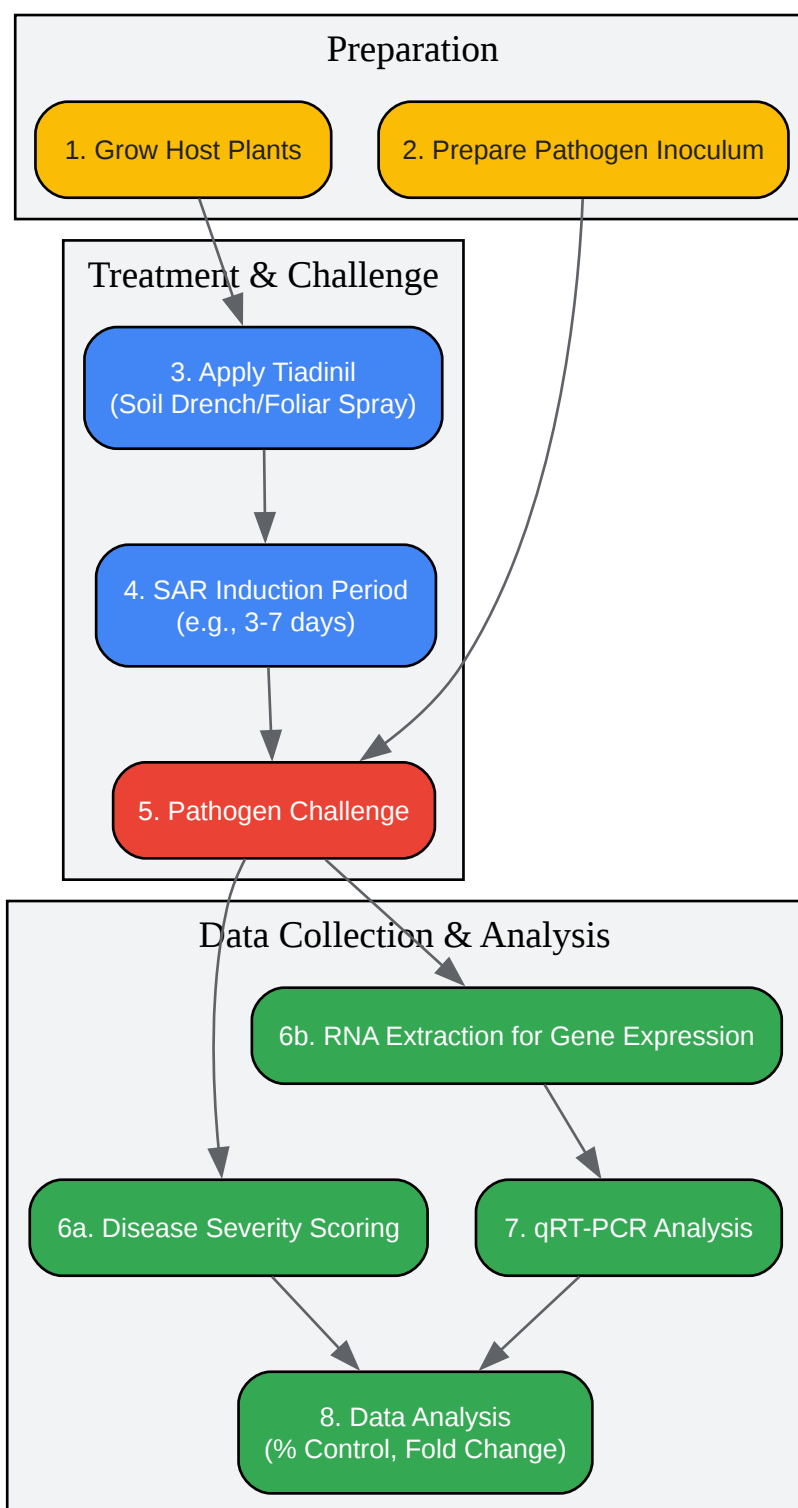 Preparation
1. Grow Host Plants
2. Prepare Pathogen Inoculum
Treatment & Challenge
3. Apply Tiadinil
(Soil Drench/Foliar Spray)
4. SAR Induction Period
(e.g., 3-7 days)
5. Pathogen Challenge
Data Collection & Analysis
6b. RNA Extraction for Gene Expression
6a. Disease Severity Scoring
7. qRT-PCR Analysis
8. Data Analysis
(% Control, Fold Change)